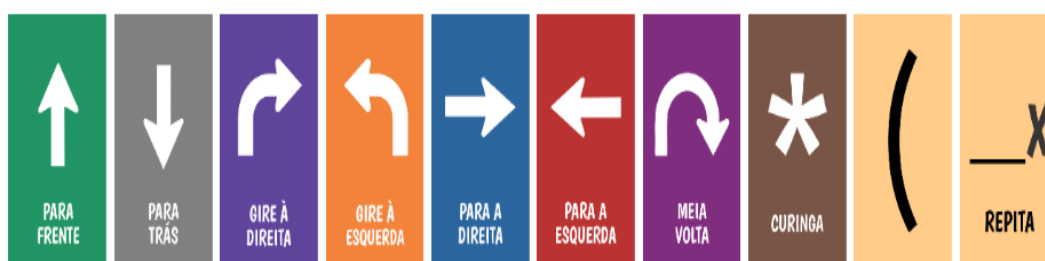 PARA
FRENTE
PARA
TRÁS
GIRE À
DIREITA
GIRE À
ESQUERDA
PARA A
DIREITA
PARA A
ESQUERDA
MEIA
VOLTA
*
CURINGA
(
__X
REPITA